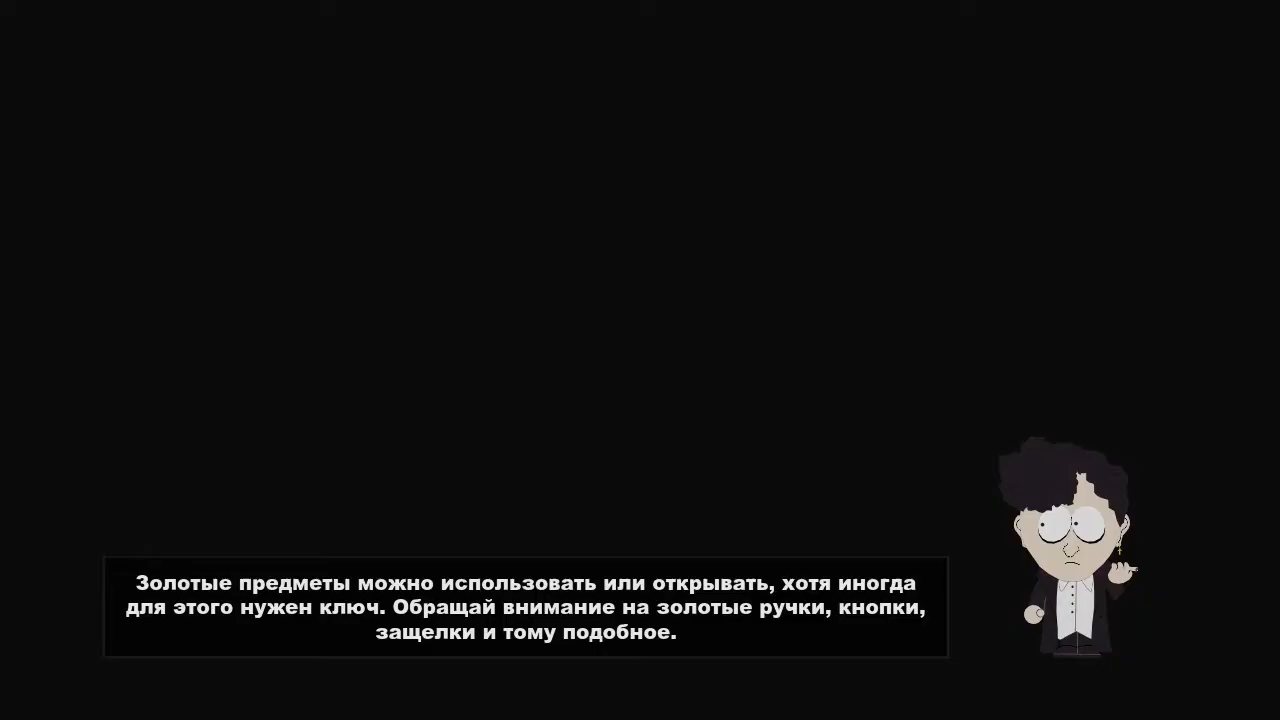 Золотые предметы можно использовать или открывать, хотя иногда
для этого нужен ключ. Обращай внимание на золотые ручки, кнопки,
защелки и тому подобное.